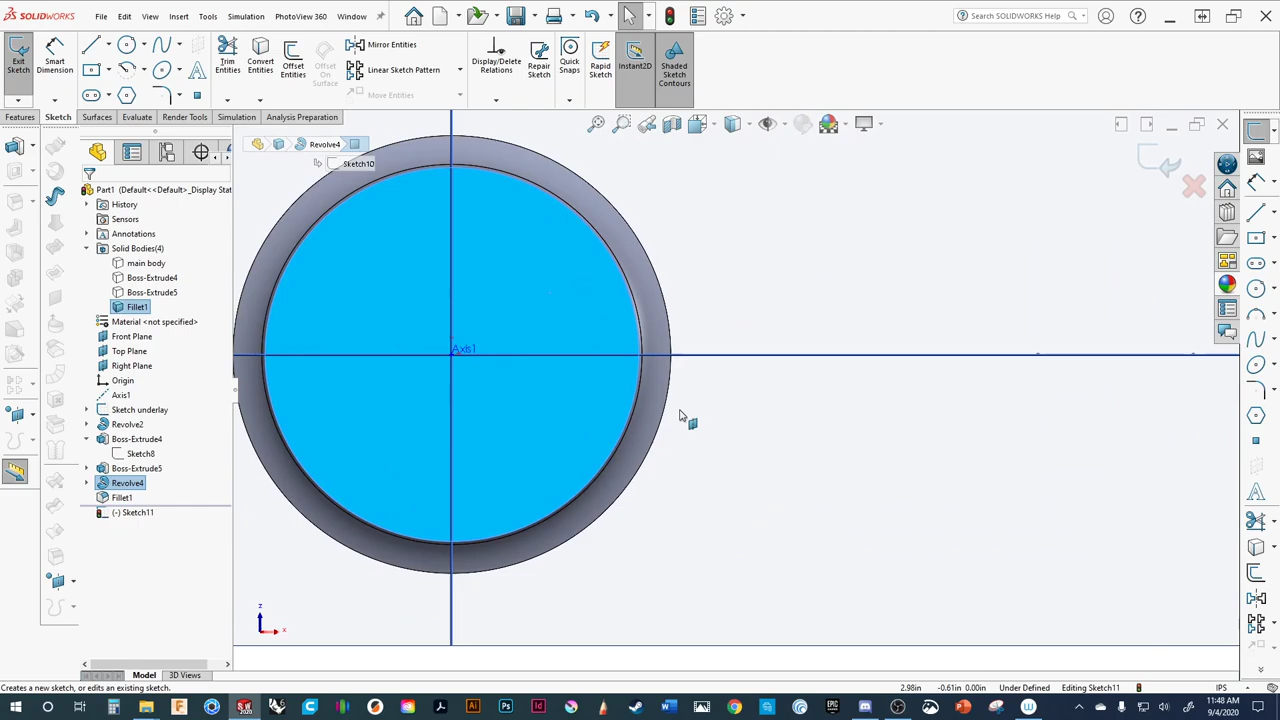 SOLIDWORKS File Edit View Insert Tools Simulation PhotoView 360 Window Search SOLIDWORKS Help
Exit Sketch Smart Dimension Trim Entities Convert Entities Offset Entities Offset On Surface Mirror Entities Linear Sketch Pattern Move Entities Display/Delete Relations Repair Sketch Quick Snaps Rapid Sketch Instant2D Shaded Sketch Contours
Features Sketch Surfaces Evaluate Render Tools Simulation Analysis Preparation
Revolve4
Sketch10
Part1 (Default<<Default>_Display Stat
History
Sensors
Annotations
Solid Bodies(4)
main body
Boss-Extrude4
Boss-Extrude5
Fillet1
Material <not specified>
Front Plane
Top Plane
Right Plane
Origin
Axis1
Sketch underlay
Revolve2
Boss-Extrude4
Sketch8
Boss-Extrude5
Revolve4
Fillet1
(-) Sketch11
Axis1
z
x
Model 3D Views
Creates a new sketch, or edits an existing sketch. 2.98in -0.61in 0.00in Under Defined Editing Sketch11 IPS
11:48 AM
9/4/2020